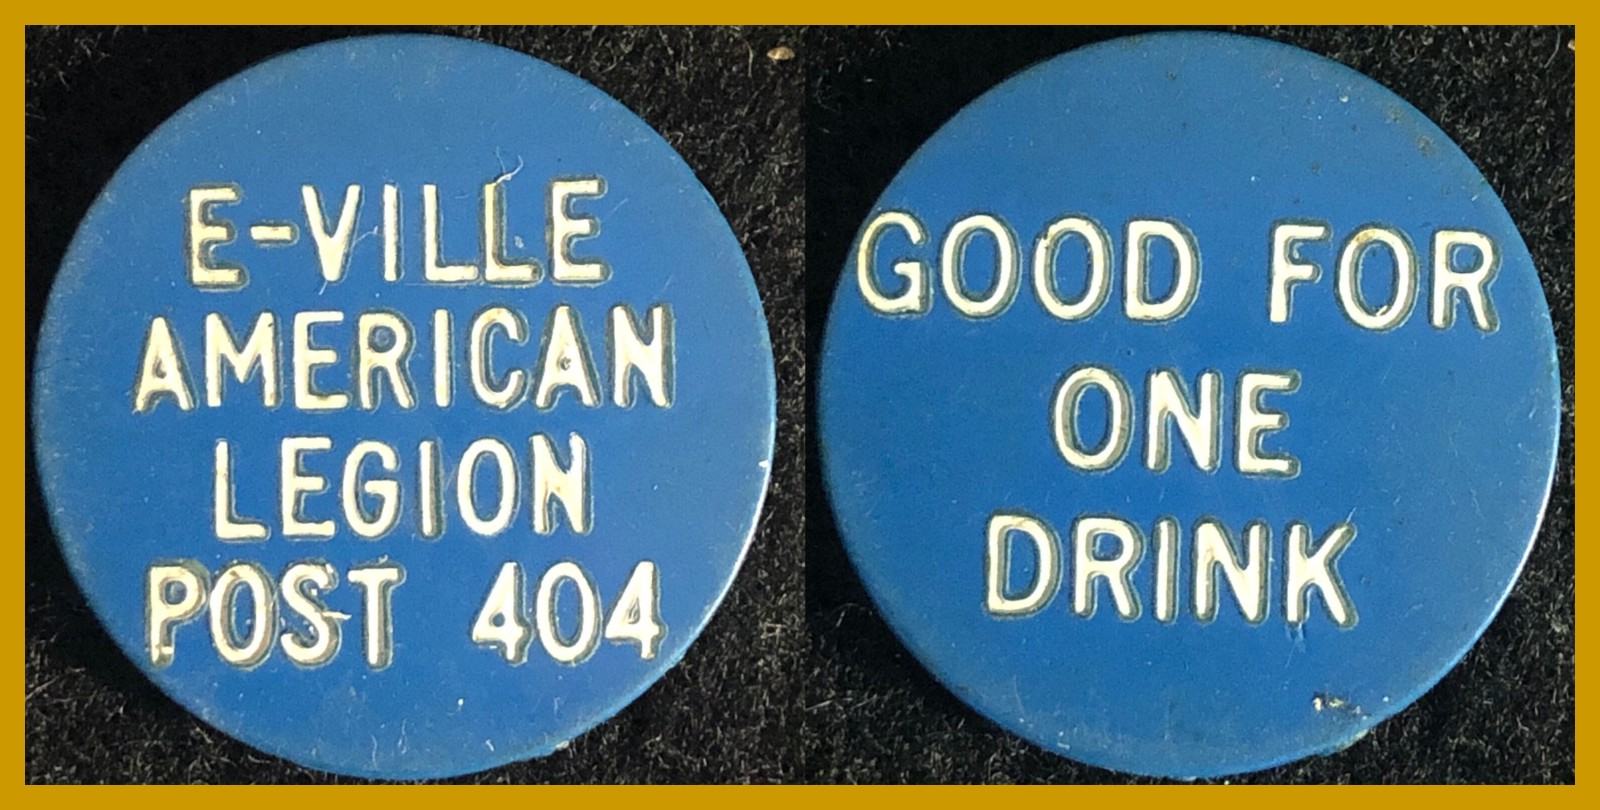 E-VILLE
AMERICAN
LEGION
POST 404
GOOD FOR
ONE
DRINK